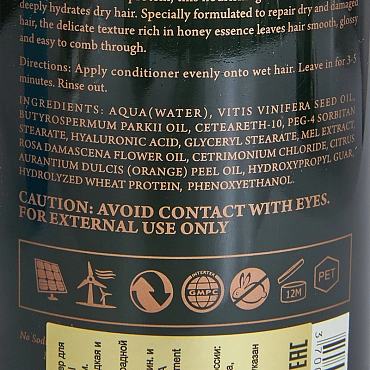 deeply hydrates dry hair. Specially formulated to repair dry and damaged
hair, the delicate texture rich in honey essence leaves hair smooth, glossy
and easy to comb through.
Directions: Apply conditioner evenly onto wet hair. Leave in for 3-5
minutes. Rinse out.
INGREDIENTS: AQUA(WATER), VITIS VINIFERA SEED OIL,
BUTYROSPERMUM PARKII OIL, CETEARETH-10, PEG-4 SORBITAN
STEARATE, HYALURONIC ACID, GLYCERYL STEARATE, MEL EXTRACT,
ROSA DAMASCENA FLOWER OIL, CETRIMONIUM CHLORIDE, CITRUS
AURANTIUM DULCIS (ORANGE) PEEL OIL, HYDROXYPROPYL GUAR,
HYDROLYZED WHEAT PROTEIN, PHENOXYETHANOL.
CAUTION: AVOID CONTACT WITH EYES.
FOR EXTERNAL USE ONLY
INTERTEK
GMPC
12M
PET
EAC